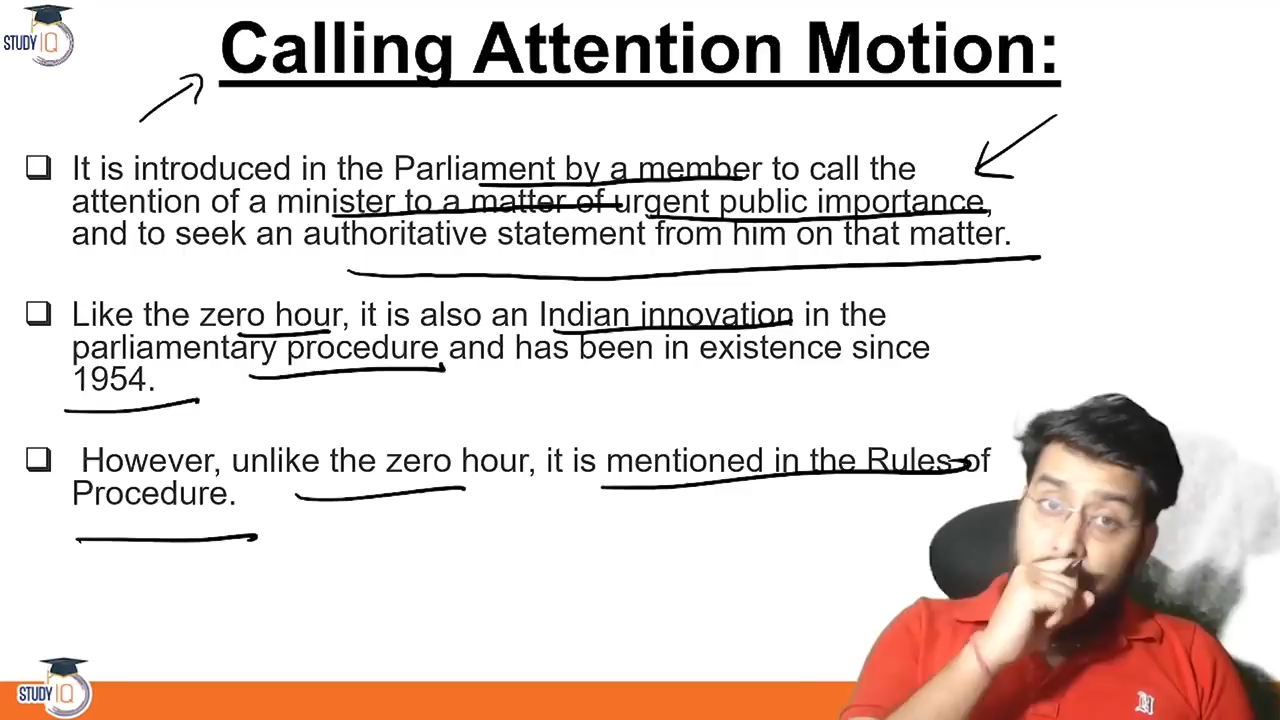 STUDY IQ
Calling Attention Motion:
It is introduced in the Parliament by a member to call the
attention of a minister to a matter of urgent public importance,
and to seek an authoritative statement from him on that matter.
Like the zero hour, it is also an Indian innovation in the
parliamentary procedure and has been in existence since
1954.
However, unlike the zero hour, it is mentioned in the Rules of
Procedure.
STUDY IQ